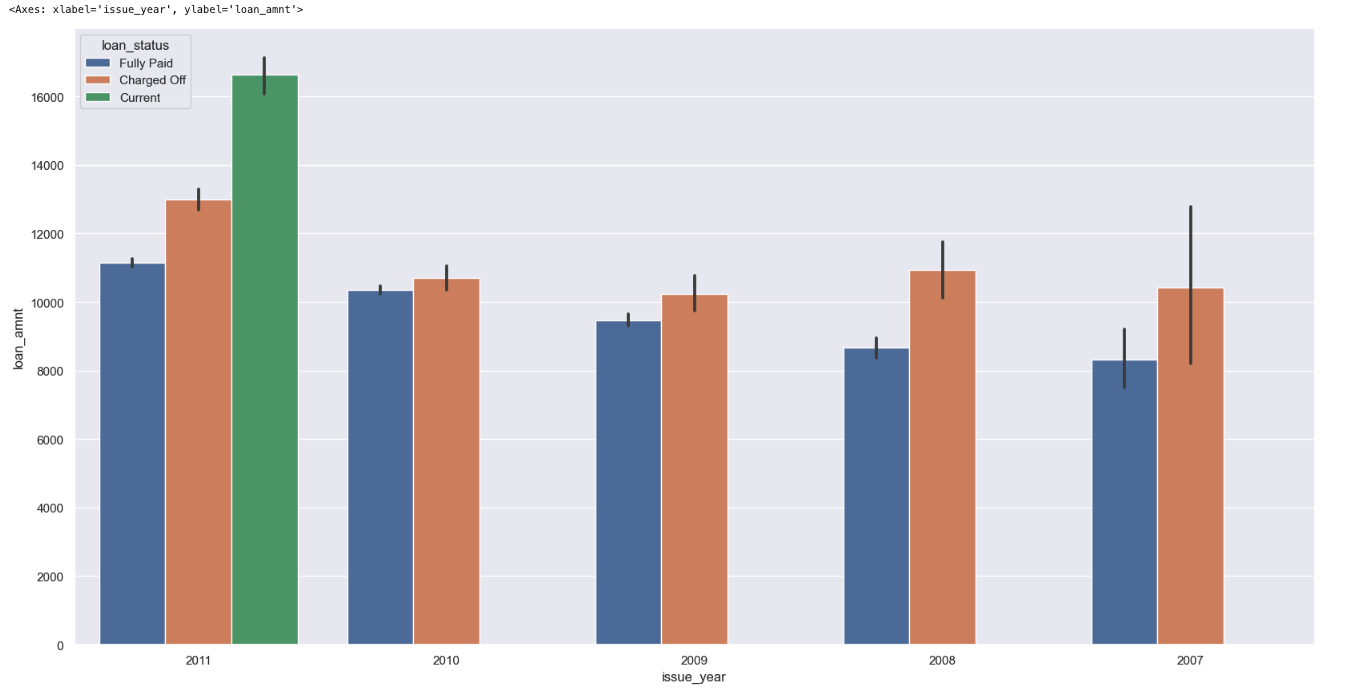 <Axes: xlabel='issue_year', ylabel='loan_amnt'>
loan_status
Fully Paid
Charged Off
Current
16000
14000
12000
10000
8000
6000
4000
2000
0
loan_amnt
2011 2010 2009 2008 2007
issue_year